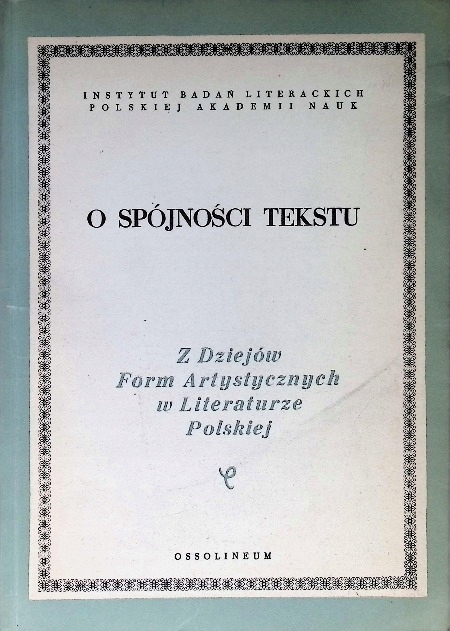 INSTYTUT BADAŃ LITERACKICH
POLSKIEJ AKADEMII NAUK
O SPÓJNOŚCI TEKSTU
Z Dziejów
Form Artystycznych
w Literaturze
Polskiej
OSSOLINEUM